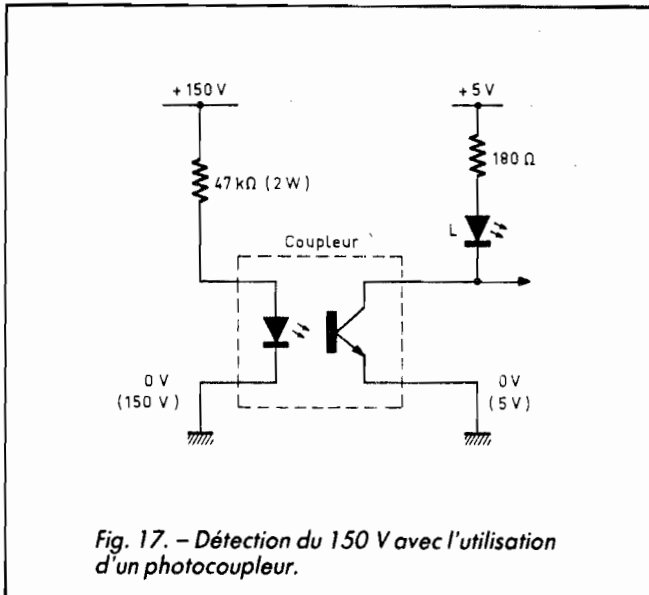 +150 V
+5 V
180 Ω
47 kΩ (2 W)
L
Coupleur
0 V
(150 V)
0 V
(5 V)
Fig. 17. – Détection du 150 V avec l'utilisation
d'un photocoupleur.